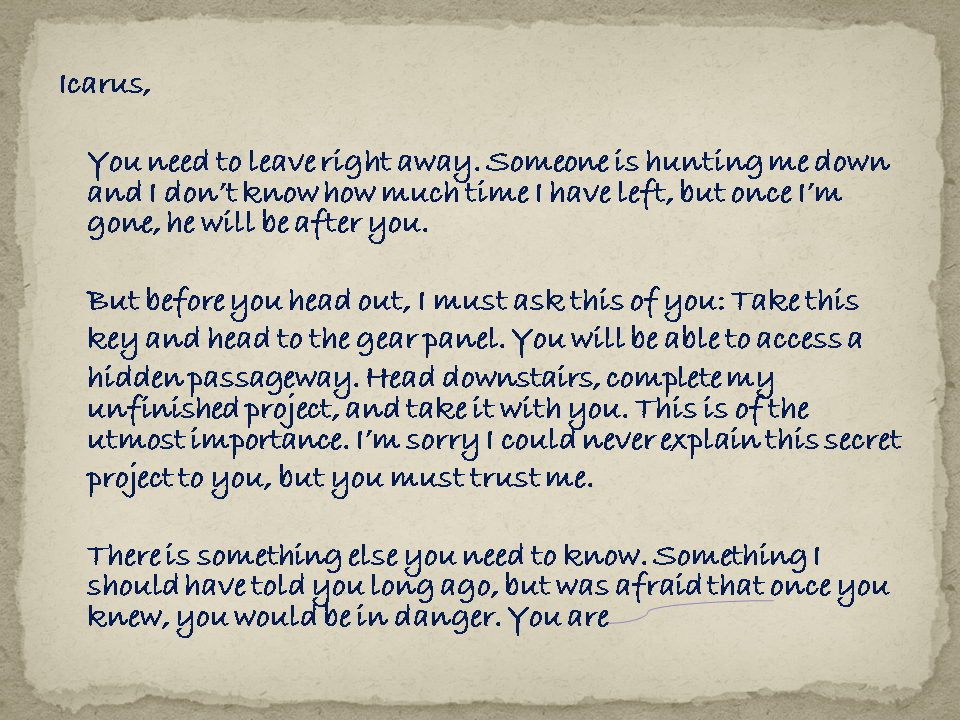 Icarus,
You need to leave right away. Someone is hunting me down
and I don't know how much time I have left, but once I'm
gone, he will be after you.
But before you head out, I must ask this of you: Take this
key and head to the gear panel. You will be able to access a
hidden passageway. Head downstairs, complete my
unfinished project, and take it with you. This is of the
utmost importance. I'm sorry I could never explain this secret
project to you, but you must trust me.
There is something else you need to know. Something I
should have told you long ago, but was afraid that once you
knew, you would be in danger. You are